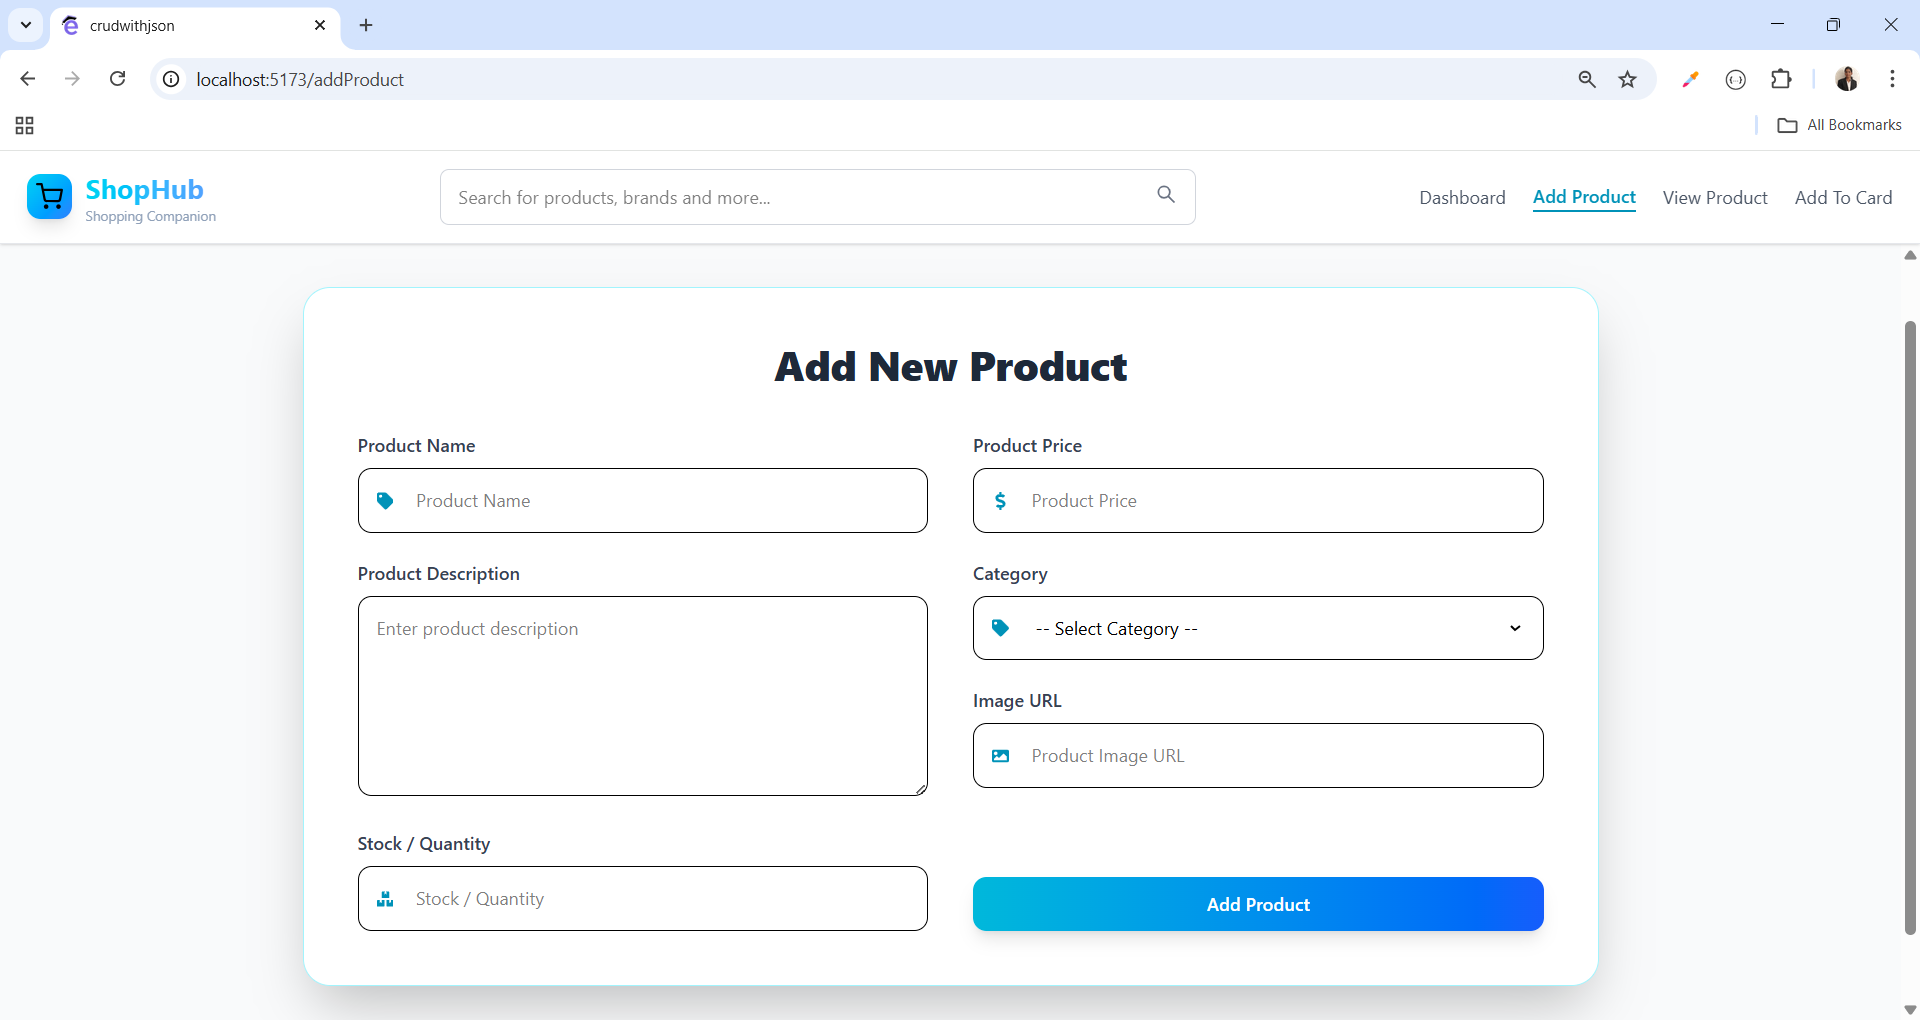 crudwithjson
localhost:5173/addProduct
All Bookmarks
ShopHub
Shopping Companion
Search for products, brands and more...
Dashboard
Add Product
View Product
Add To Card
Add New Product
Product Name
Product Name
Product Price
$
Product Price
Product Description
Enter product description
Category
-- Select Category --
Image URL
Product Image URL
Stock / Quantity
Stock / Quantity
Add Product